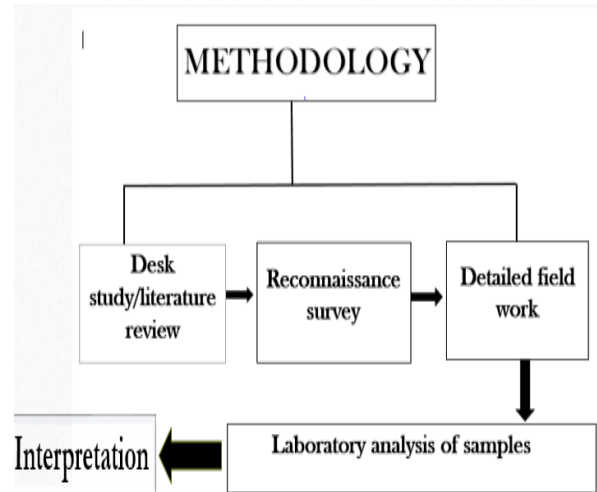 METHODOLOGY
Desk
study/literature
review
Reconnaissance
survey
Detailed field
work
Laboratory analysis of samples
Interpretation